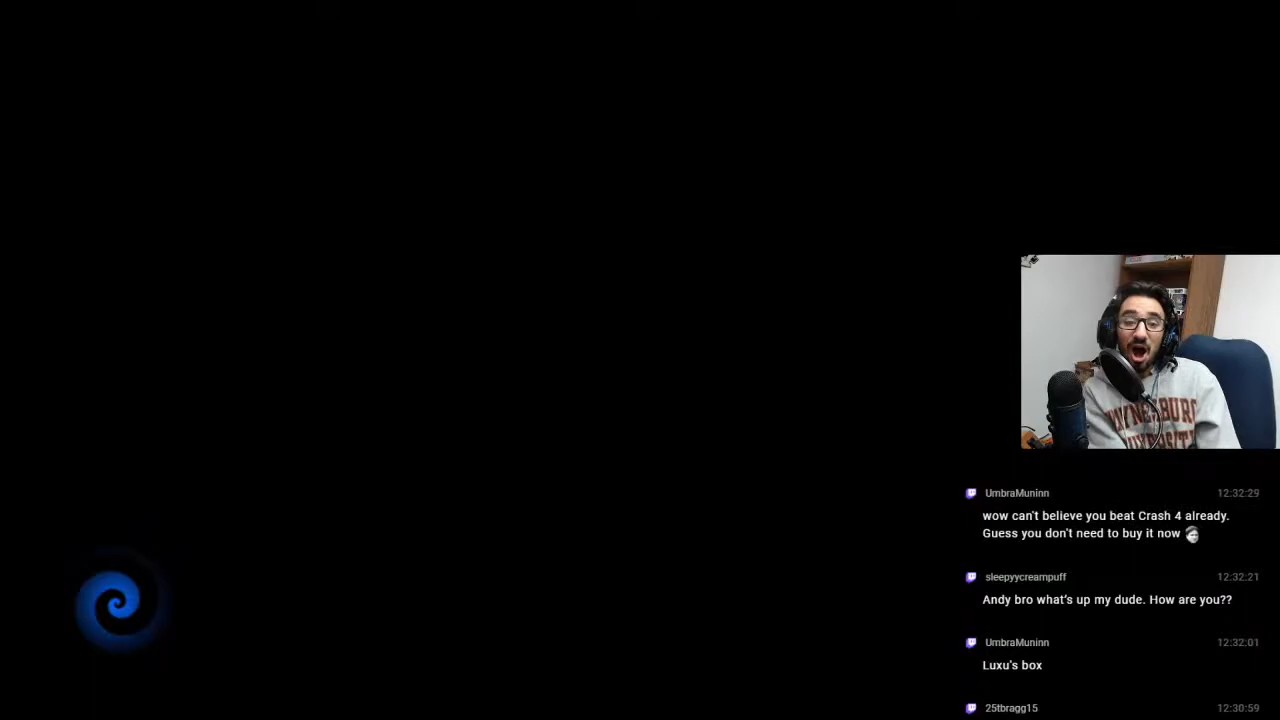 WAYNESBURG
UNIVERSITY
UmbraMuninn 12:32:29
wow can't believe you beat Crash 4 already.
Guess you don't need to buy it now
sleepyycreampuff 12:32:21
Andy bro what's up my dude. How are you??
UmbraMuninn 12:32:01
Luxu's box
25tbragg15 12:30:59